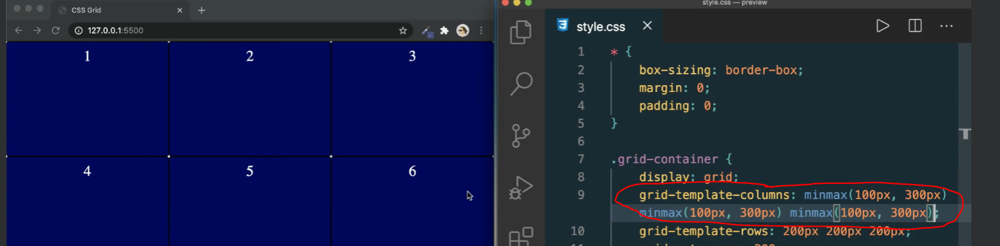 CSS Grid
127.0.0.1:5500
1 2 3
4 5 6
style.css — preview
style.css
1 * {
2 box-sizing: border-box;
3 margin: 0;
4 padding: 0;
5 }
6
7 .grid-container {
8 display: grid;
9 grid-template-columns: minmax(100px, 300px)
minmax(100px, 300px) minmax(100px, 300px);
10 grid-template-rows: 200px 200px 200px;